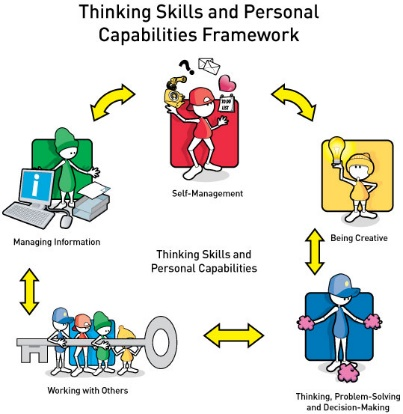 Thinking Skills and Personal
Capabilities Framework
?
Self-Management
i
Managing Information
Being Creative
Thinking Skills and
Personal Capabilities
Working with Others
Thinking, Problem-Solving
and Decision-Making